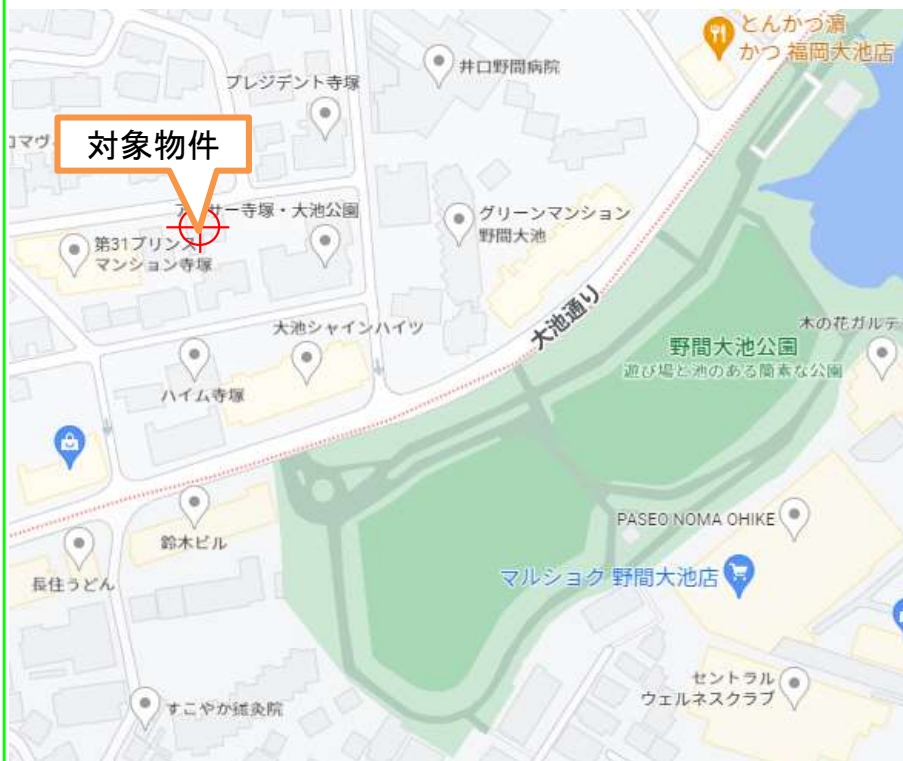 とんかつ濵
かつ 福岡大池店
井口野間病院
プレジデント寺塚
コマヴ
対象物件
サー寺塚・大池公園
グリーンマンション
野間大池
第31プリンス
マンション寺塚
大池通り
木の花ガルテ
大池シャインハイツ
野間大池公園
遊び場と池のある簡素な公園
ハイム寺塚
PASEO NOMA OHIKE
鈴木ビル
マルショク 野間大池店
長住うどん
セントラル
ウェルネスクラブ
すこやか鍼灸院